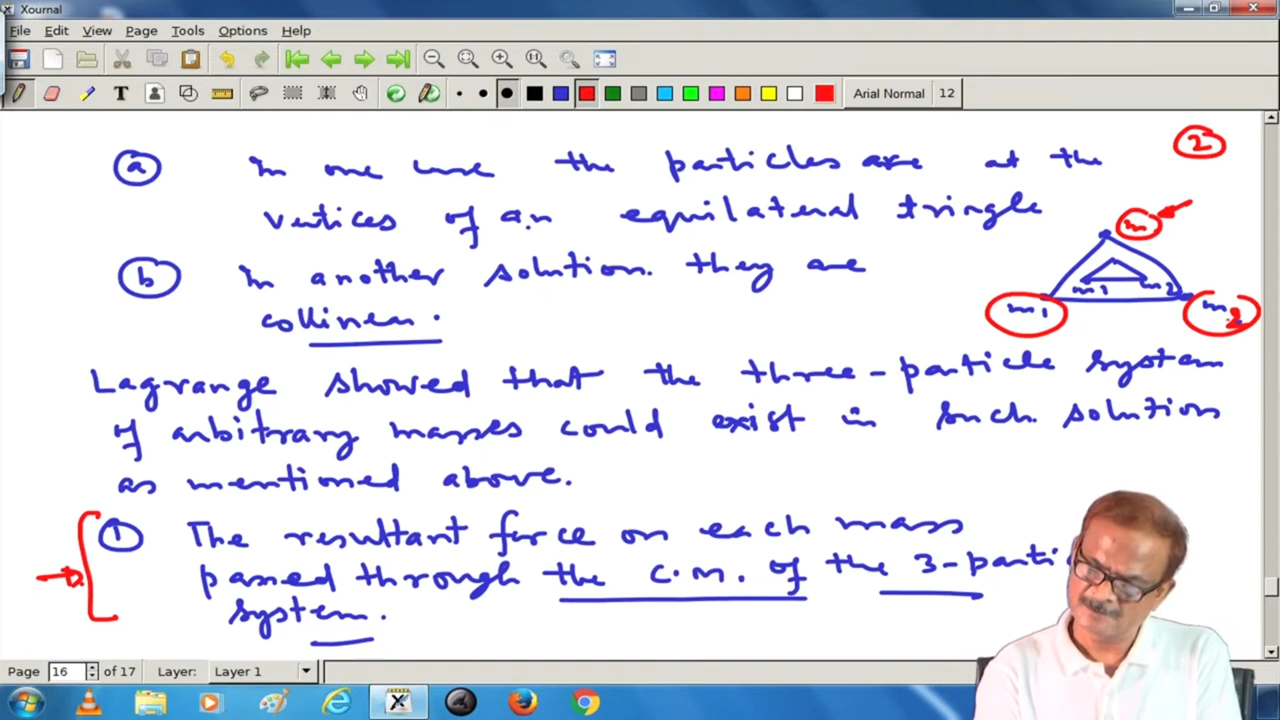 Xournal
File Edit View Page Tools Options Help
Arial Normal 12
2
a In one case the particles are at the
vertices of an equilateral tringle
m
m1 m2
m1 m2
b In another solution. they are
collinear.
Lagrange showed that the three-particle system
of arbitrary masses could exist in such solution
as mentioned above.
1 The resultant force on each mass
passed through the c.m. of the 3-parti
system.
Page 16 of 17 Layer: Layer 1